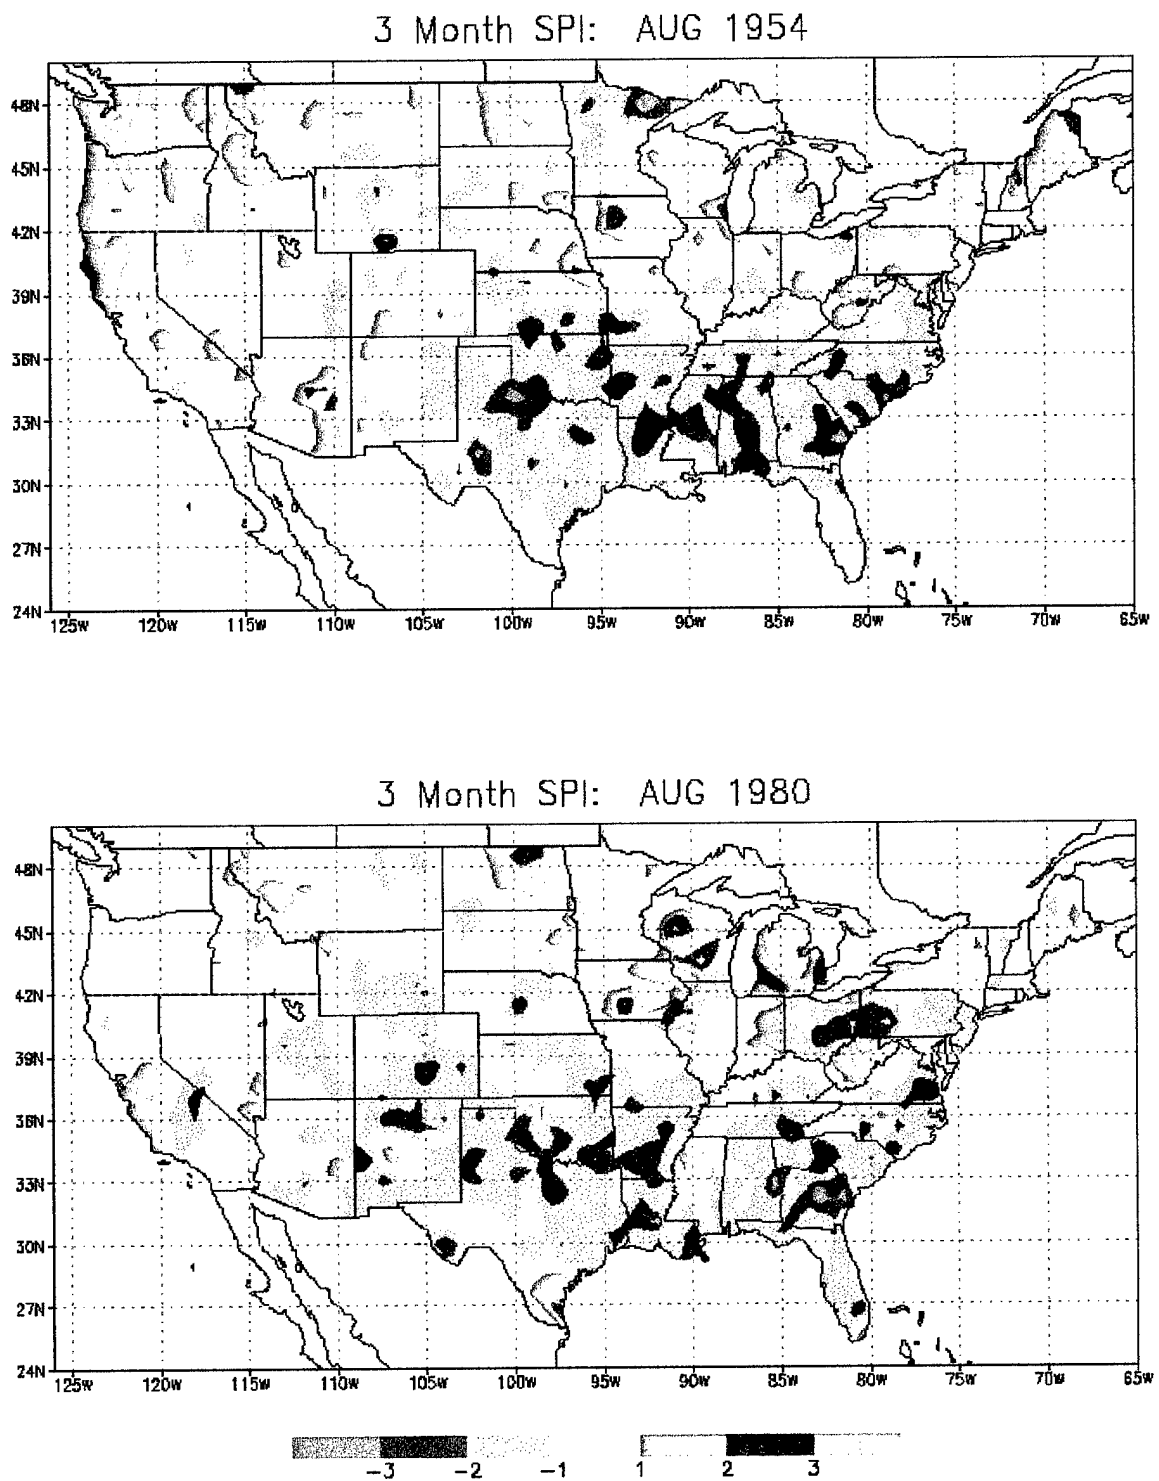 3 Month SPI: AUG 1954
48N
45N
42N
39N
36N
33N
30N
27N
24N
125W 120W 115W 110W 105W 100W 95W 90W 85W 80W 75W 70W 65W
3 Month SPI: AUG 1980
48N
45N
42N
39N
36N
33N
30N
27N
24N
125W 120W 115W 110W 105W 100W 95W 90W 85W 80W 75W 70W 65W
-3 -2 -1 1 2 3